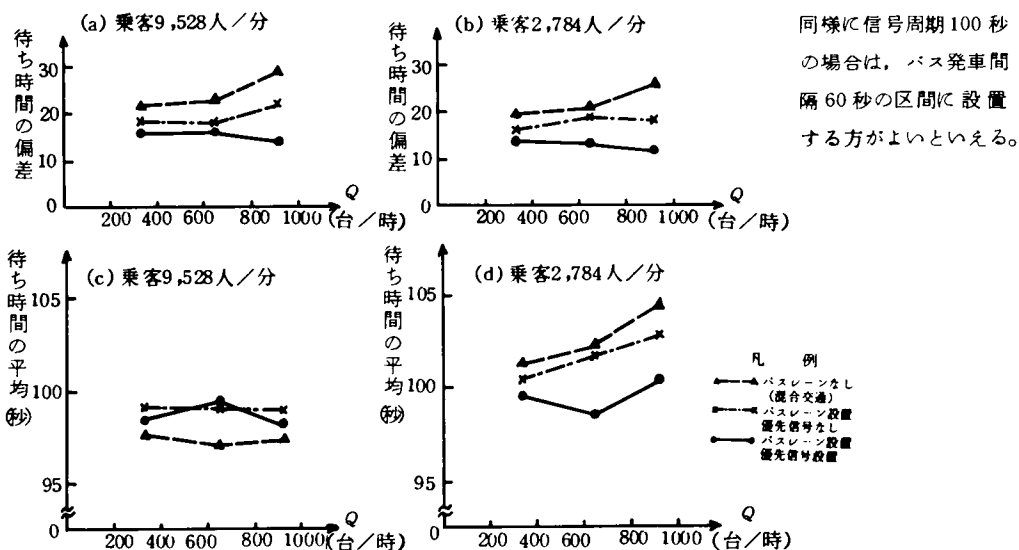 (a) 乗客9,528人/分
待ち時間の偏差
30
20
10
0
200 400 600 800 1000
Q
(台/時)
(b) 乗客2,784人/分
待ち時間の偏差
30
20
10
0
200 400 600 800 1000
Q
(台/時)
同様に信号周期100秒
の場合は,バス発車間
隔60秒の区間に設置
する方がよいといえる。
(c) 乗客9,528人/分
待ち時間の平均(秒)
105
100
95
0
200 400 600 800 1000
Q
(台/時)
(d) 乗客2,784人/分
待ち時間の平均(秒)
105
100
95
0
200 400 600 800 1000
Q
(台/時)
凡 例
バスレーンなし
(混合交通)
バスレーン設置
優先信号なし
バスレーン設置
優先信号設置